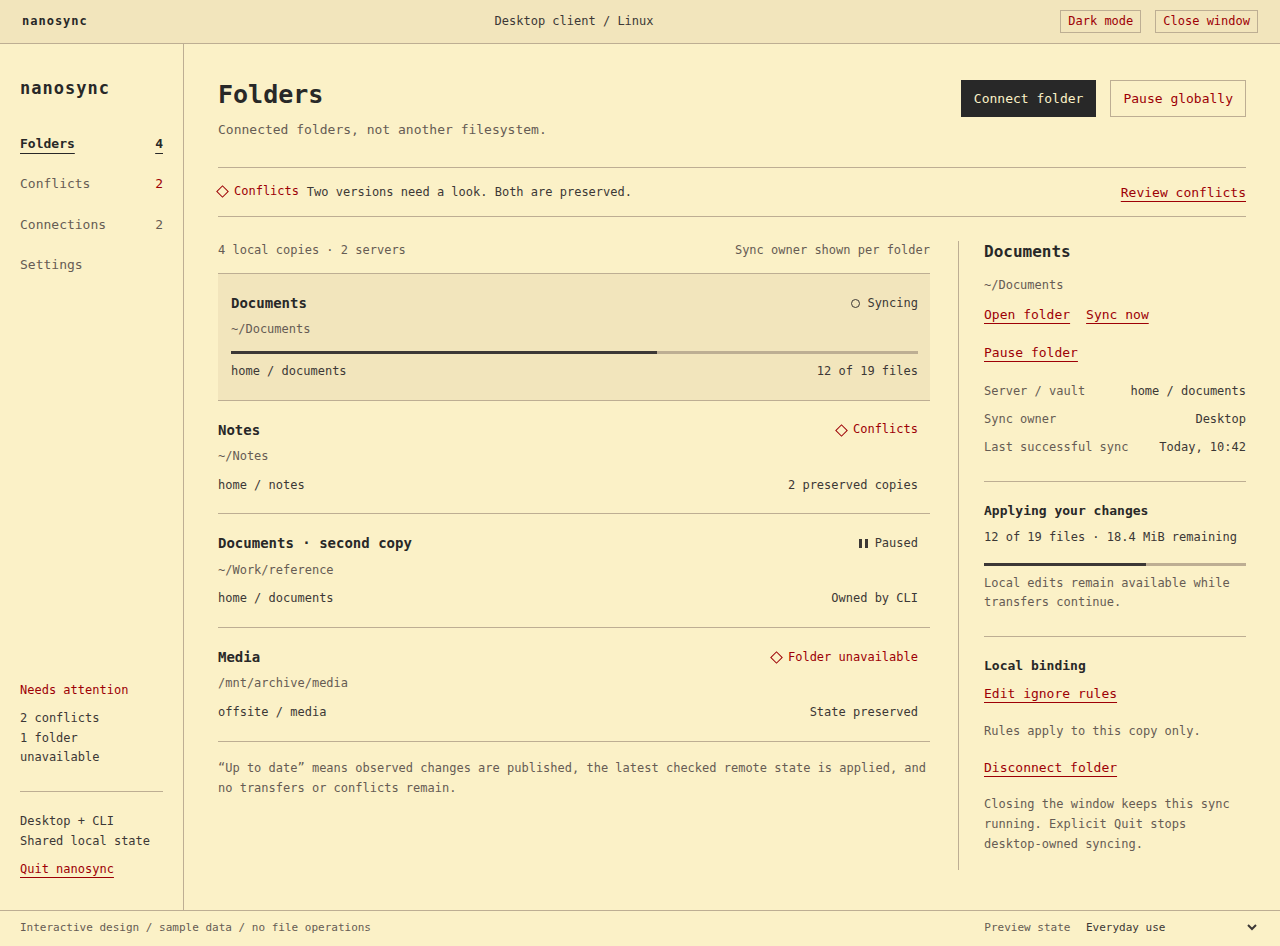 nanosync
Desktop client / Linux
Dark mode
Close window
nanosync
Folders 4
Conflicts 2
Connections 2
Settings
Needs attention
2 conflicts
1 folder
unavailable
Desktop + CLI
Shared local state
Quit nanosync
Folders
Connected folders, not another filesystem.
Connect folder
Pause globally
Conflicts Two versions need a look. Both are preserved.
Review conflicts
4 local copies · 2 servers
Sync owner shown per folder
Documents
Syncing
~/Documents
home / documents
12 of 19 files
Notes
Conflicts
~/Notes
home / notes
2 preserved copies
Documents · second copy
Paused
~/Work/reference
home / documents
Owned by CLI
Media
Folder unavailable
/mnt/archive/media
offsite / media
State preserved
“Up to date” means observed changes are published, the latest checked remote state is applied, and
no transfers or conflicts remain.
Documents
~/Documents
Open folder Sync now
Pause folder
Server / vault home / documents
Sync owner Desktop
Last successful sync Today, 10:42
Applying your changes
12 of 19 files · 18.4 MiB remaining
Local edits remain available while
transfers continue.
Local binding
Edit ignore rules
Rules apply to this copy only.
Disconnect folder
Closing the window keeps this sync
running. Explicit Quit stops
desktop-owned syncing.
Interactive design / sample data / no file operations
Preview state Everyday use